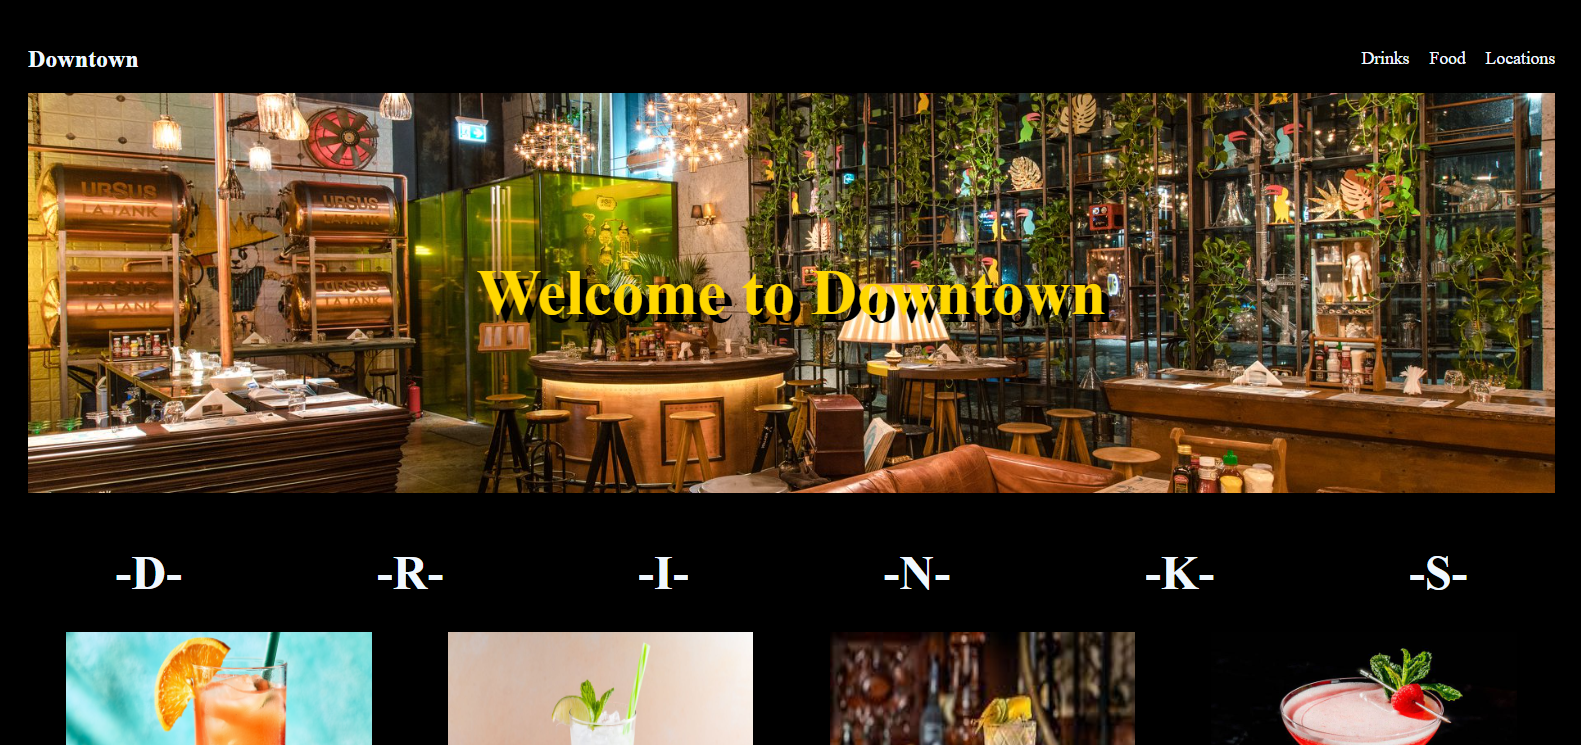 Downtown
Drinks Food Locations
URSUS
LA TANK
URSUS
LA TANK
URSUS
LA TANK
URSUS
LA TANK
Welcome to Downtown
-D- -R- -I- -N- -K- -S-